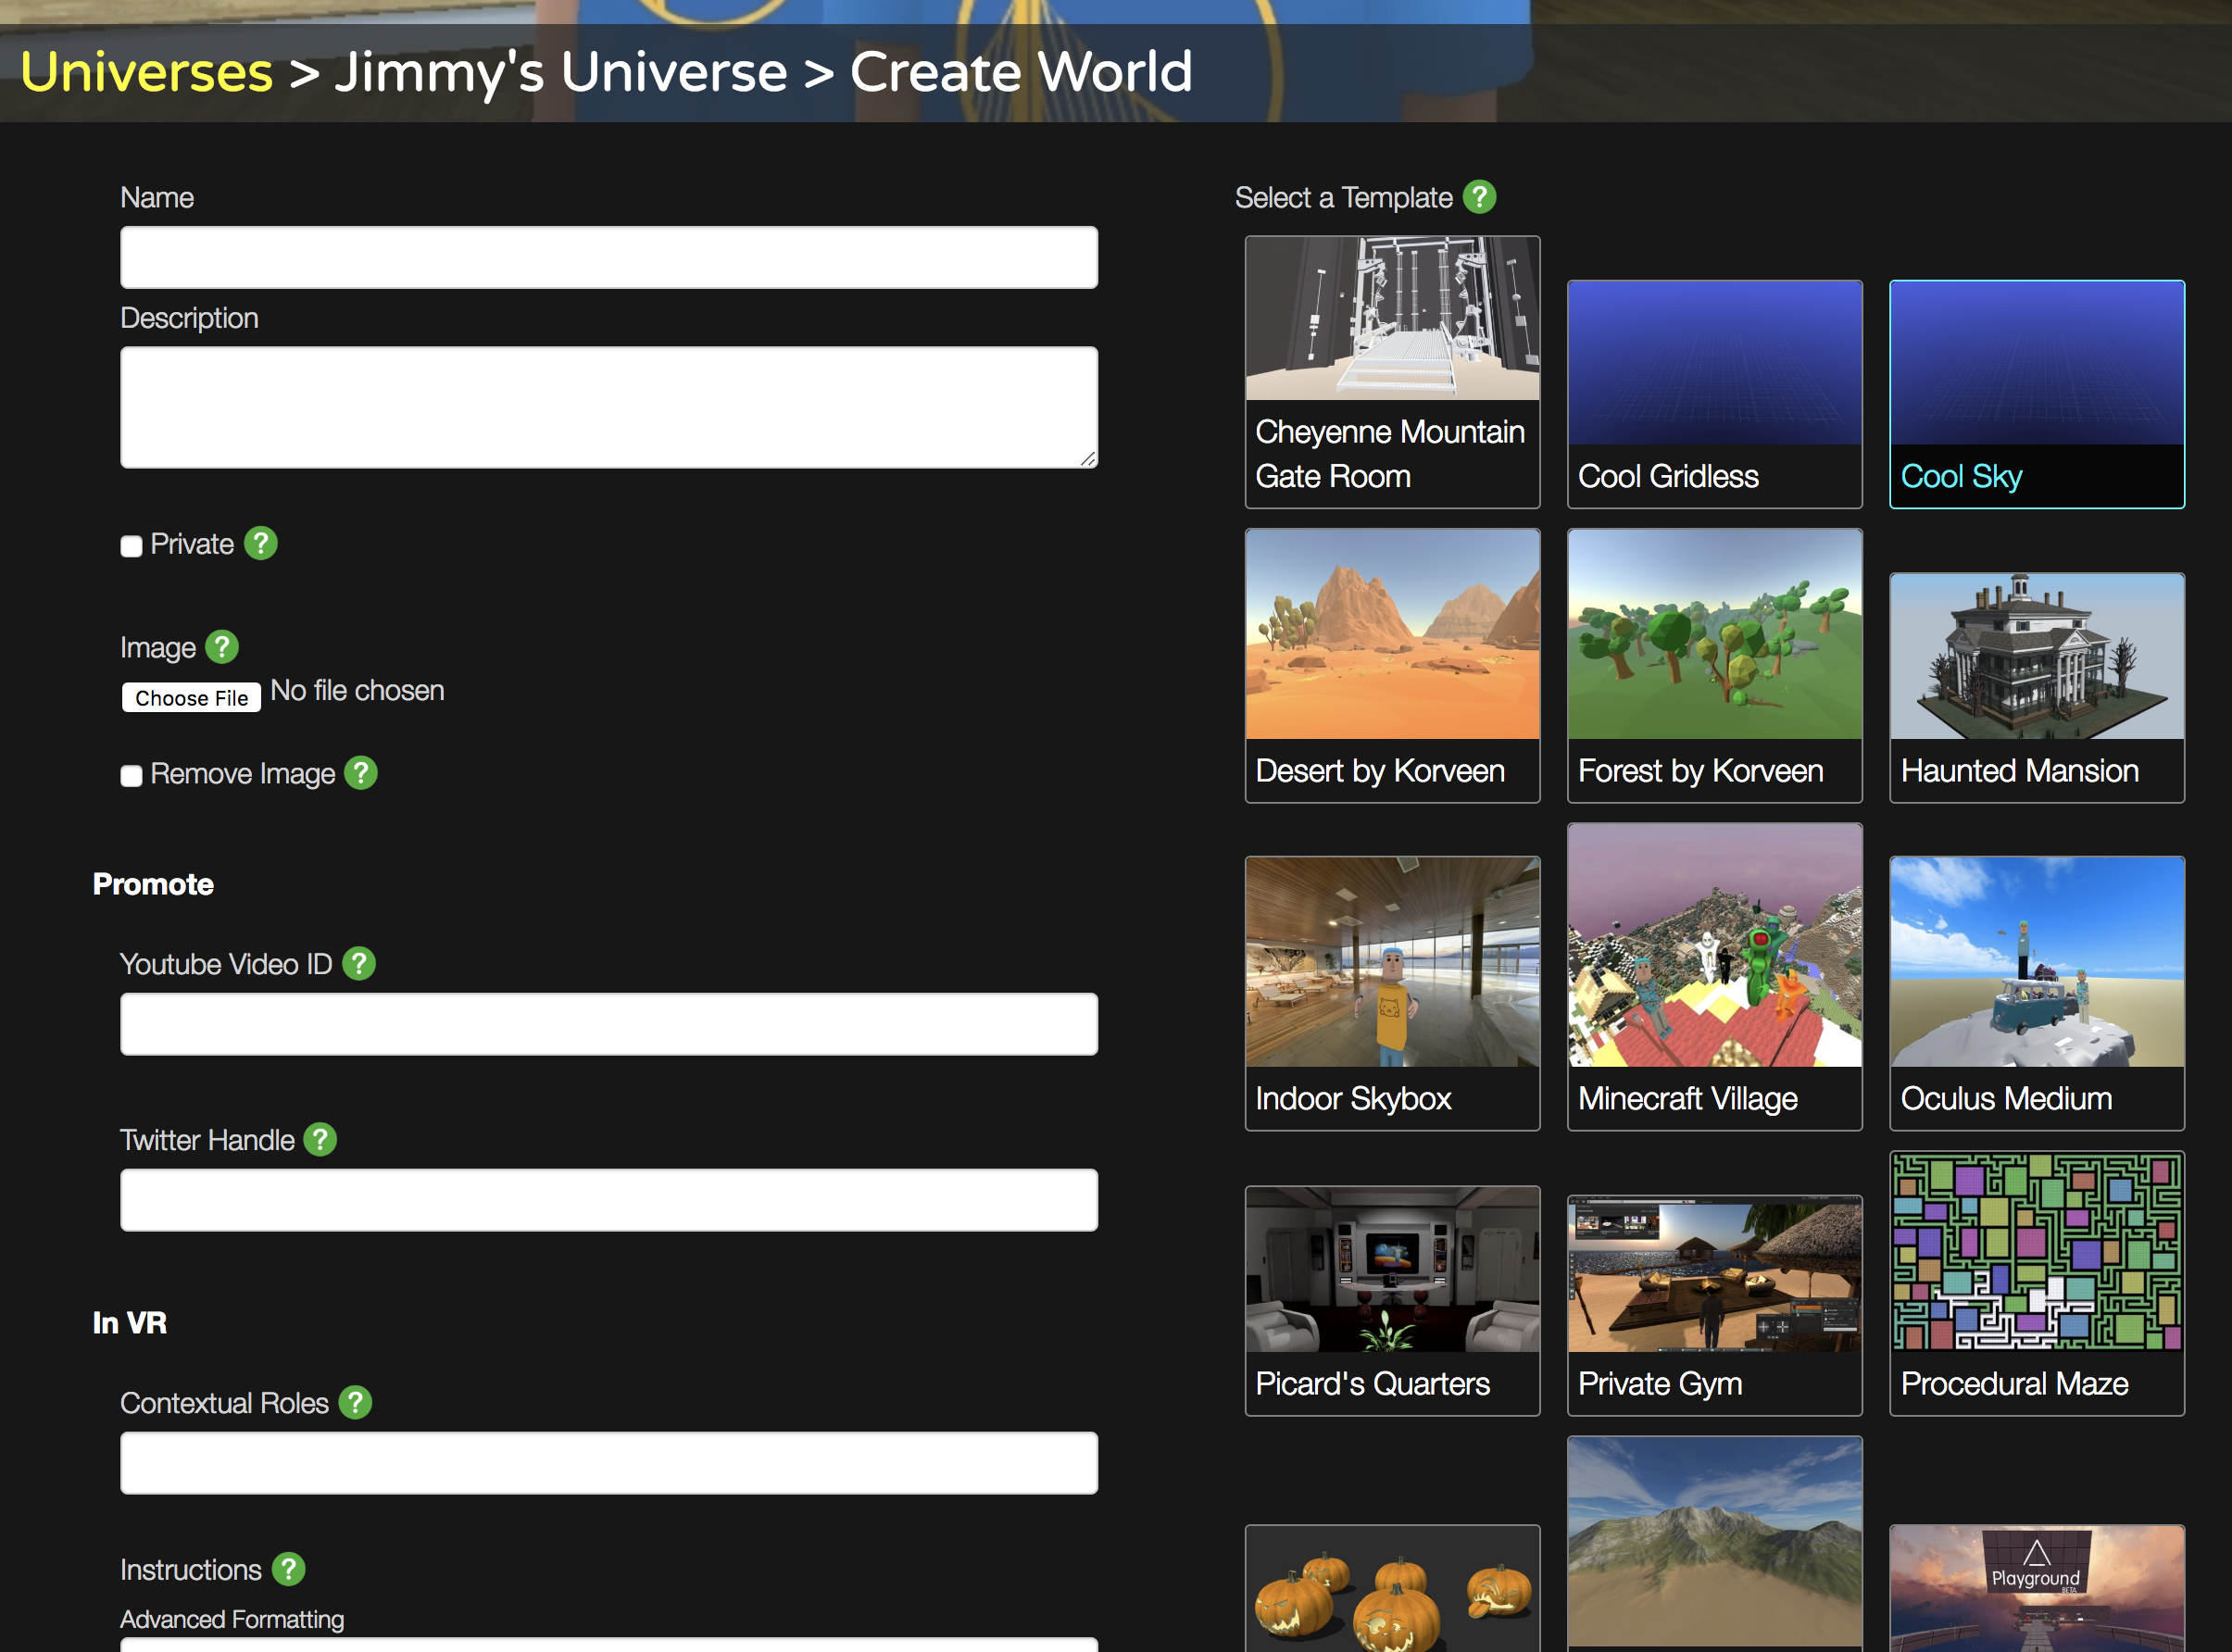 Universes > Jimmy's Universe > Create World
Name
Description
Private ?
Image ?
Choose File No file chosen
Remove Image ?
Promote
Youtube Video ID ?
Twitter Handle ?
In VR
Contextual Roles ?
Instructions ?
Advanced Formatting
Select a Template ?
Cheyenne Mountain
Gate Room
Cool Gridless
Cool Sky
Desert by Korveen
Forest by Korveen
Haunted Mansion
Indoor Skybox
Minecraft Village
Oculus Medium
Picard's Quarters
Private Gym
Procedural Maze
Playground
BETA